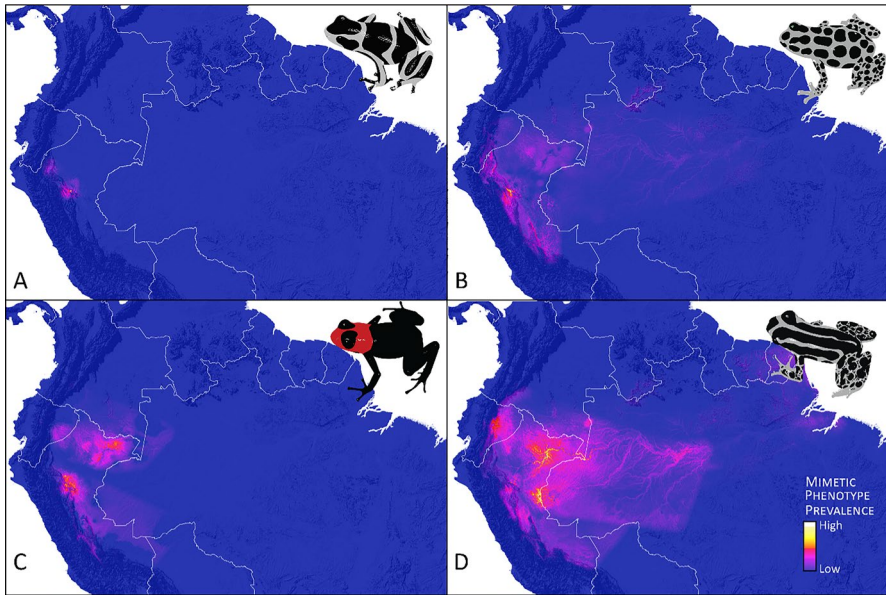 A
B
C
D
MIMETIC
PHENOTYPE
PREVALENCE
High
Low